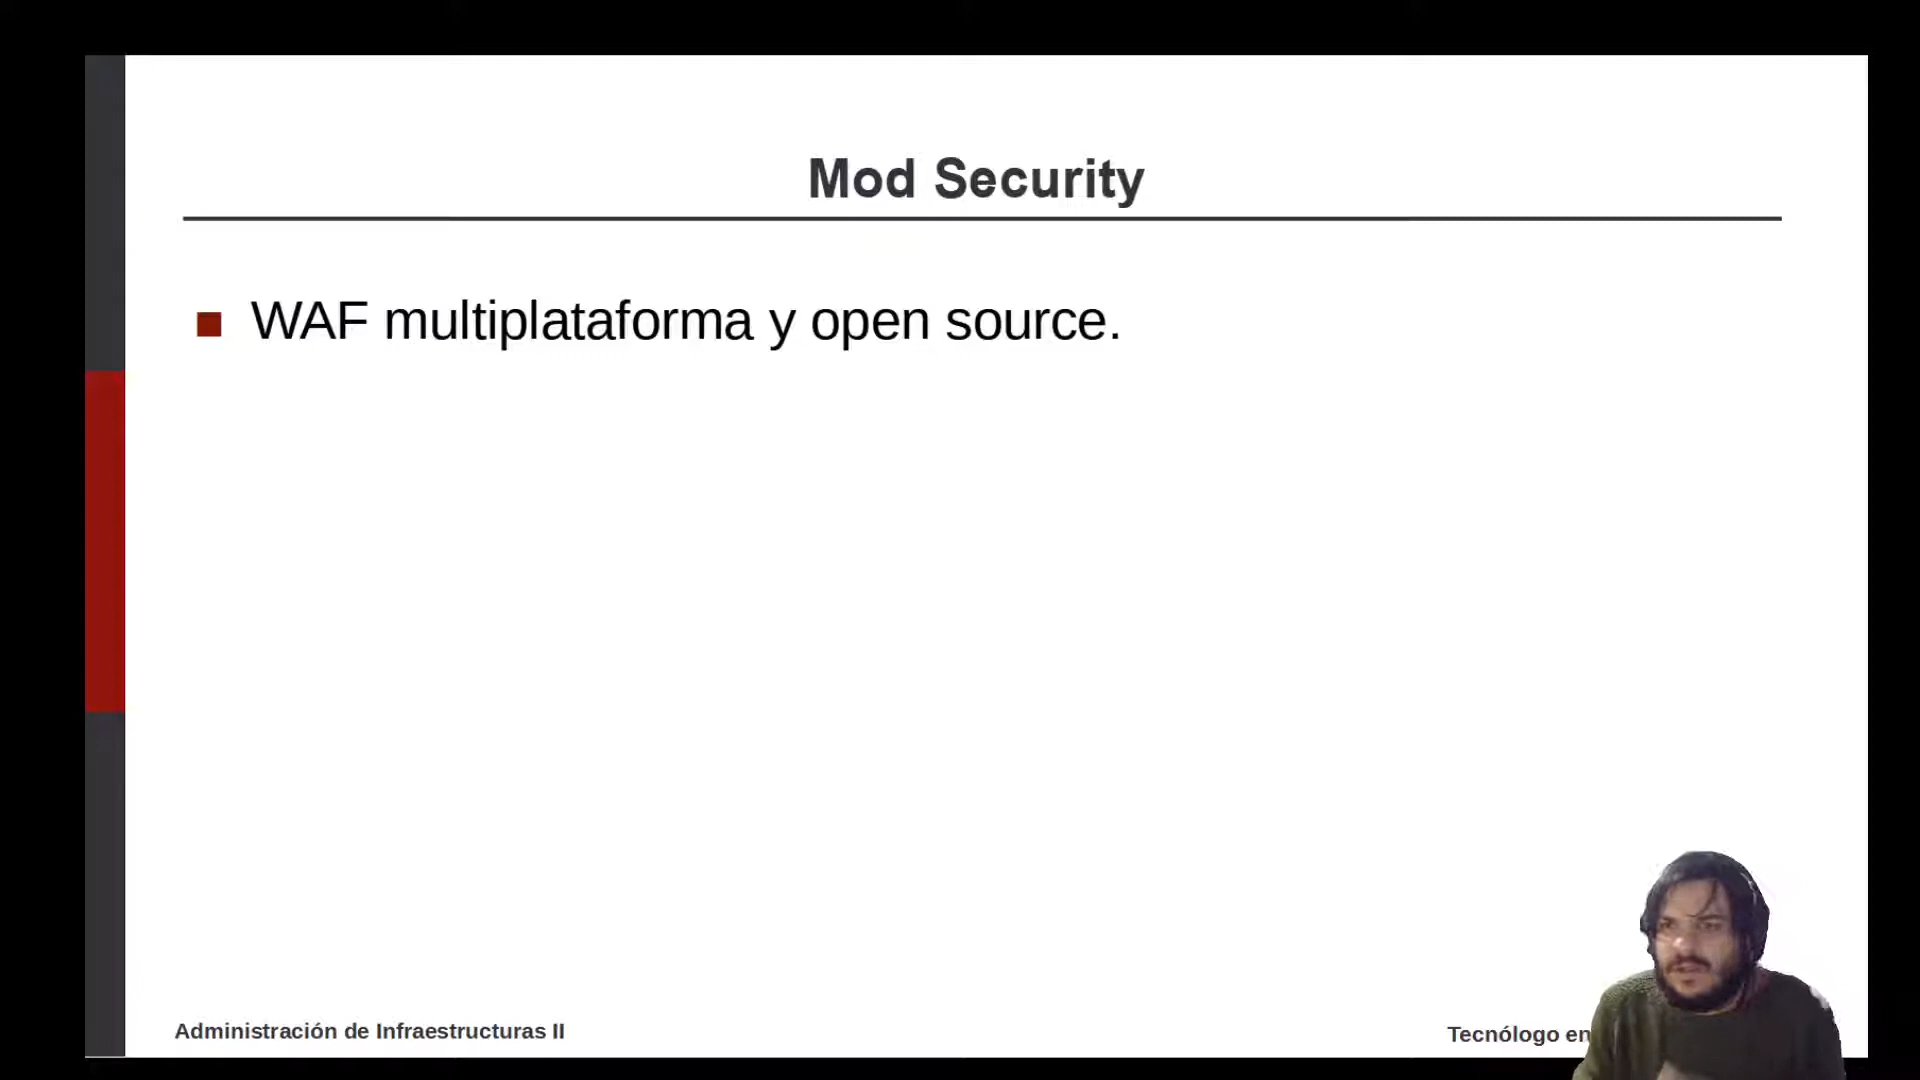 Mod Security
WAF multiplataforma y open source.
Administración de Infraestructuras II
Tecnólogo en